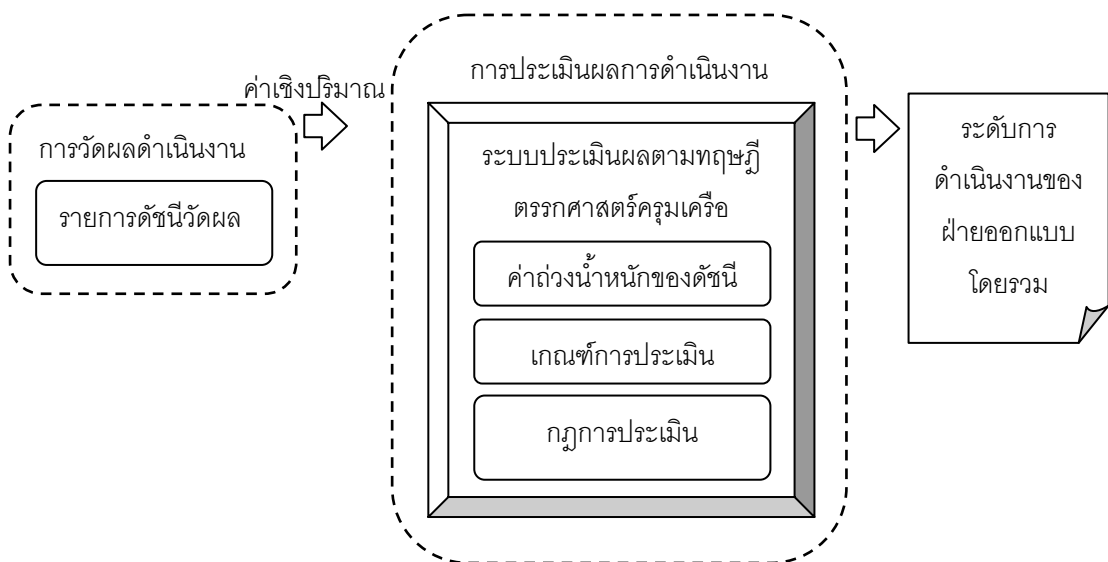 การวัดผลดำเนินงาน
รายการดัชนีวัดผล
ค่าเชิงปริมาณ
การประเมินผลการดำเนินงาน
ระบบประเมินผลตามทฤษฎี
ตรรกศาสตร์ครุมเครือ
ค่าถ่วงน้ำหนักของดัชนี
เกณฑ์การประเมิน
กฎการประเมิน
ระดับการ
ดำเนินงานของ
ฝ่ายออกแบบ
โดยรวม